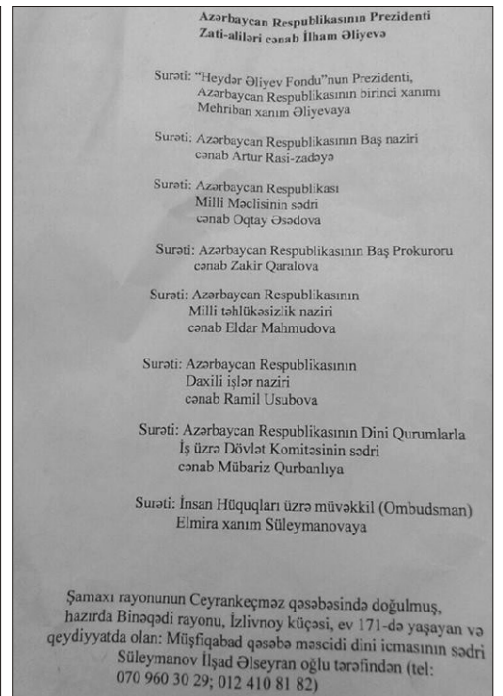 Azərbaycan Respublikasının Prezidenti
Zati-aliləri cənab İlham Əliyevə
Surəti: "Heydər Əliyev Fondu"nun Prezidenti,
Azərbaycan Respublikasının birinci xanımı
Mehriban xanım Əliyevaya
Surəti: Azərbaycan Respublikasının Baş naziri
cənab Artur Rasi-zadəyə
Surəti: Azərbaycan Respublikası
Milli Məclisinin sədri
cənab Oqtay Əsədova
Surəti: Azərbaycan Respublikasının Baş Prokuroru
cənab Zakir Qaralova
Surəti: Azərbaycan Respublikasının
Milli təhlükəsizlik naziri
cənab Eldar Mahmudova
Surəti: Azərbaycan Respublikasının
Daxili işlər naziri
cənab Ramil Usubova
Surəti: Azərbaycan Respublikasının Dini Qurumlarla
İş üzrə Dövlət Komitəsinin sədri
cənab Mübariz Qurbanlıya
Surəti: İnsan Hüquqları üzrə müvəkkil (Ombudsman)
Elmira xanım Süleymanovaya
Şamaxı rayonunun Ceyrankeçməz qəsəbəsində doğulmuş,
hazırda Binəqədi rayonu, İzlivnoy küçəsi, ev 171-də yaşayan və
qeydiyyatda olan: Müşfiqabad qəsəbə məscidi dini icmasının sədri
Süleymanov İlşad Əlseyran oğlu tərəfindən (tel:
070 960 30 29; 012 410 81 82)